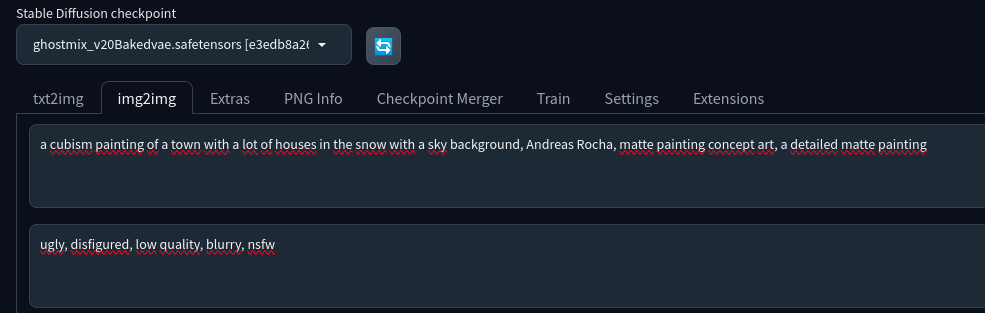 Stable Diffusion checkpoint
ghostmix_v20Bakedvae.safetensors [e3edb8a26
txt2img img2img Extras PNG Info Checkpoint Merger Train Settings Extensions
a cubism painting of a town with a lot of houses in the snow with a sky background, Andreas Rocha, matte painting concept art, a detailed matte painting
ugly, disfigured, low quality, blurry, nsfw